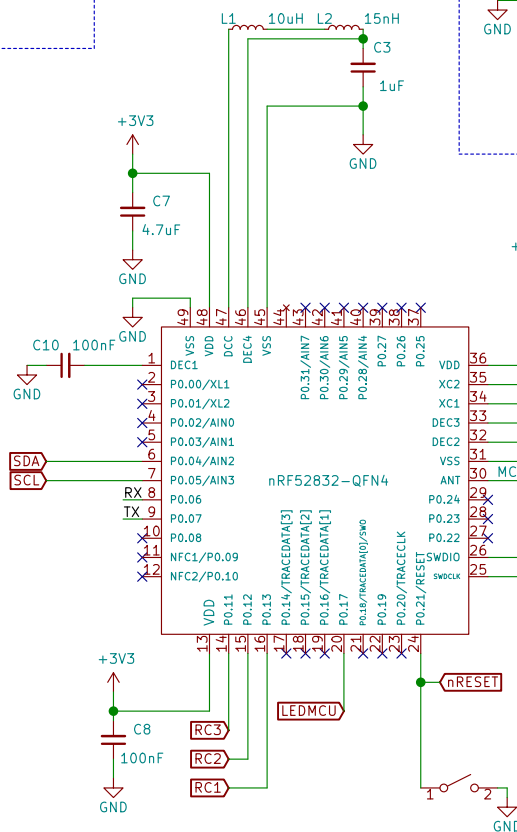 L1 10uH L2 15nH
GND
C3
1uF
+3V3
GND
C7
4.7uF
GND
49 48 47 46 45 44 43 42 41 40 39 38 37
GND
VSS VDD DCC DEC4 VSS P0.31/AIN7 P0.30/AIN6 P0.29/AIN5 P0.28/AIN4 P0.27 P0.26 P0.25
C10 100nF
GND
1 DEC1
2 P0.00/XL1
3 P0.01/XL2
4 P0.02/AIN0
5 P0.03/AIN1
SDA 6 P0.04/AIN2
SCL 7 P0.05/AIN3
RX 8 P0.06
TX 9 P0.07
10 P0.08
11 NFC1/P0.09
12 NFC2/P0.10
nRF52832-QFN4
VDD 36
XC2 35
XC1 34
DEC3 33
DEC2 32
VSS 31
ANT 30 MC
P0.24 29
P0.23 28
P0.22 27
SWDIO 26
SWDCLK 25
VDD P0.11 P0.12 P0.13 P0.14/TRACEDATA[3] P0.15/TRACEDATA[2] P0.16/TRACEDATA[1] P0.17 P0.18/TRACEDATA[0]/SWO P0.19 P0.20/TRACECLK P0.21/RESET
13 14 15 16 17 18 19 20 21 22 23 24
+3V3
C8
100nF
GND
RC3
RC2
RC1
LEDMCU
nRESET
1 2
GND